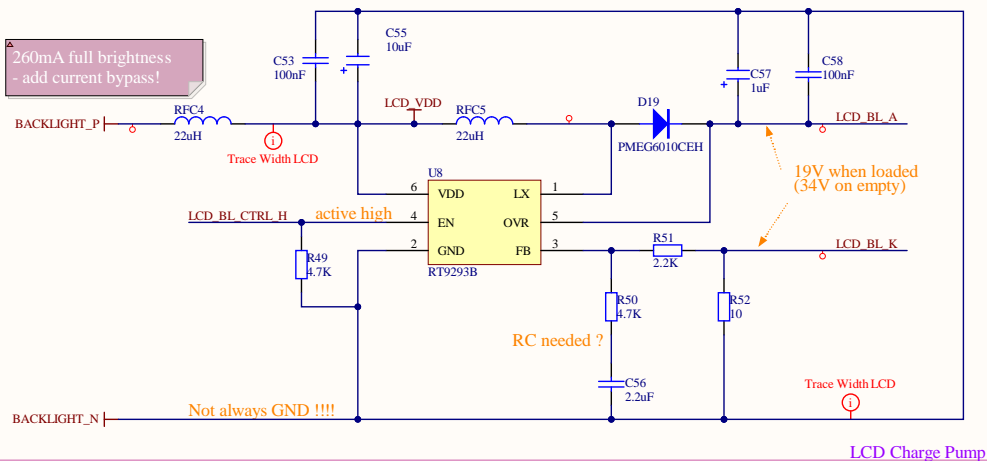 260mA full brightness
- add current bypass!
C53
100nF
C55
10uF
C57
1uF
C58
100nF
BACKLIGHT_P
RFC4
22uH
Trace Width LCD
LCD_VDD
RFC5
22uH
D19
PMEG6010CEH
LCD_BL_A
19V when loaded
(34V on empty)
U8
6 VDD LX 1
LCD_BL_CTRL_H active high 4 EN OVR 5
2 GND FB 3
RT9293B
R49
4.7K
R51
2.2K
LCD_BL_K
R50
4.7K
R52
10
RC needed ?
C56
2.2uF
Trace Width LCD
Not always GND !!!!
BACKLIGHT_N
LCD Charge Pump